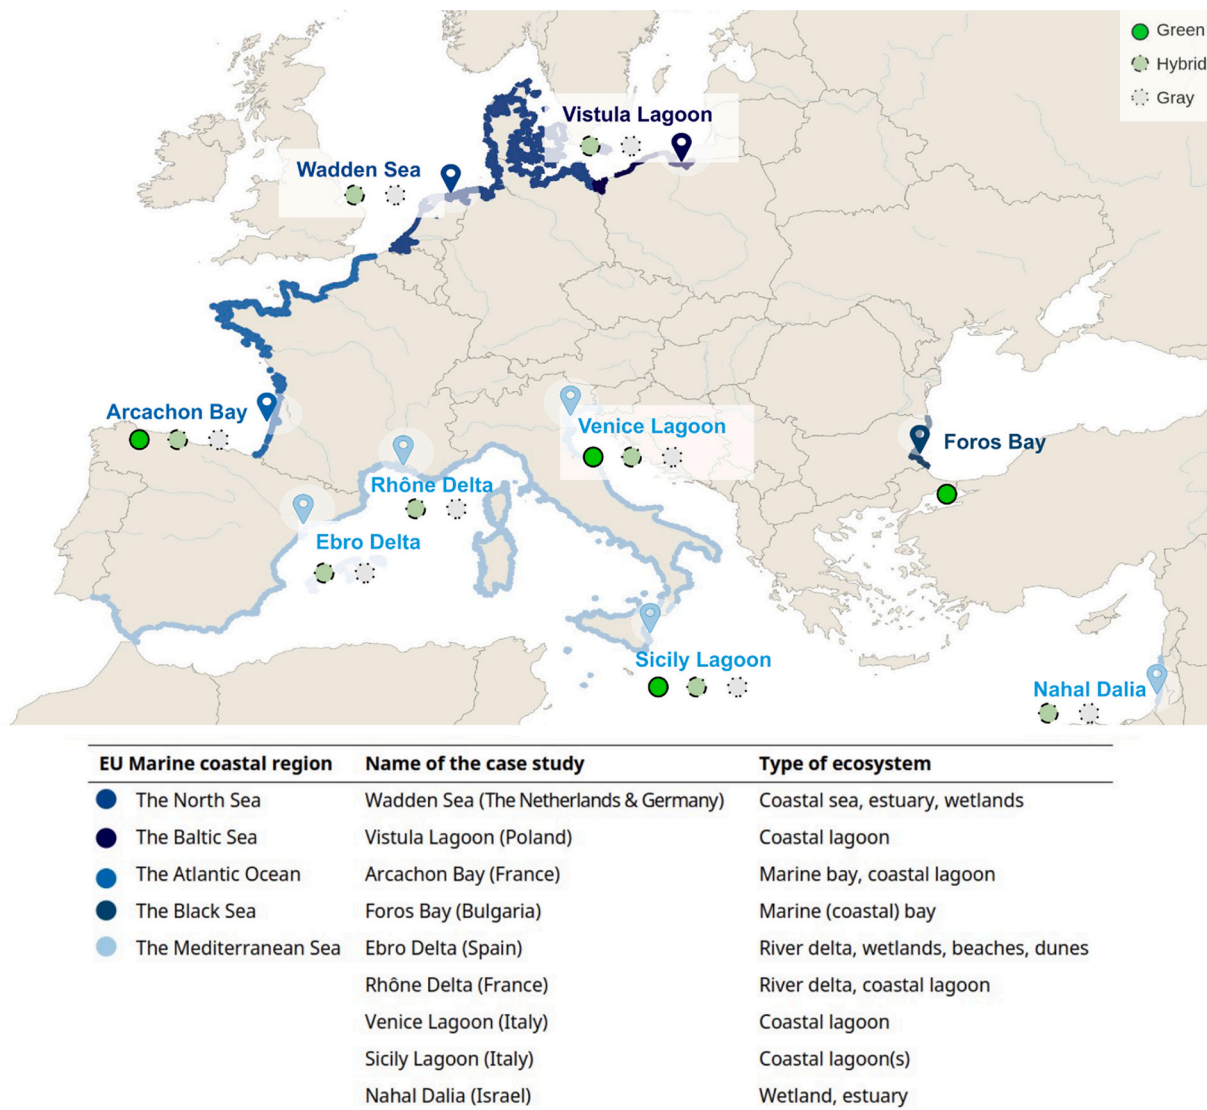 Green
Hybrid
Gray
Vistula Lagoon
Wadden Sea
Arcachon Bay
Venice Lagoon
Foros Bay
Rhône Delta
Ebro Delta
Sicily Lagoon
Nahal Dalia
EU Marine coastal region Name of the case study Type of ecosystem
The North Sea Wadden Sea (The Netherlands & Germany) Coastal sea, estuary, wetlands
The Baltic Sea Vistula Lagoon (Poland) Coastal lagoon
The Atlantic Ocean Arcachon Bay (France) Marine bay, coastal lagoon
The Black Sea Foros Bay (Bulgaria) Marine (coastal) bay
The Mediterranean Sea Ebro Delta (Spain) River delta, wetlands, beaches, dunes
Rhône Delta (France) River delta, coastal lagoon
Venice Lagoon (Italy) Coastal lagoon
Sicily Lagoon (Italy) Coastal lagoon(s)
Nahal Dalia (Israel) Wetland, estuary